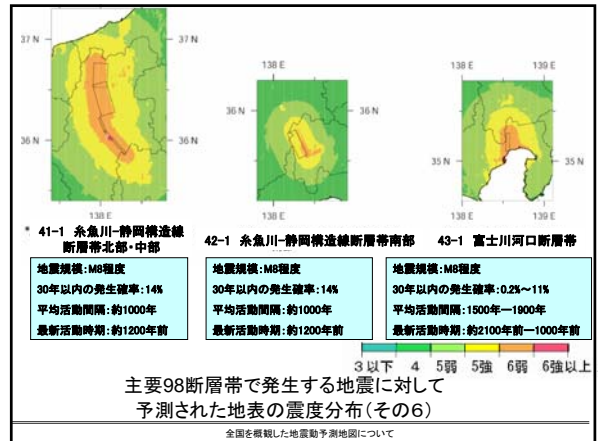 37 N
37 N
36 N
36 N
138 E
138 E
36 N
36 N
138 E
138 E
139 E
35 N
35 N
138 E
139 E
* 41-1 糸魚川-静岡構造線
断層帯北部・中部
42-1 糸魚川-静岡構造線断層帯南部
43-1 富士川河口断層帯
地震規模:M8程度
30年以内の発生確率:14%
平均活動間隔:約1000年
最新活動時期:約1200年前
地震規模:M8程度
30年以内の発生確率:14%
平均活動間隔:約1000年
最新活動時期:約1200年前
地震規模:M8程度
30年以内の発生確率:0.2%~11%
平均活動間隔:1500年ー1900年
最新活動時期:約2100年前ー1000年前
3 以下 4 5弱 5強 6弱 6強以上
主要98断層帯で発生する地震に対して
予測された地表の震度分布(その6)
全国を概観した地震動予測地図について